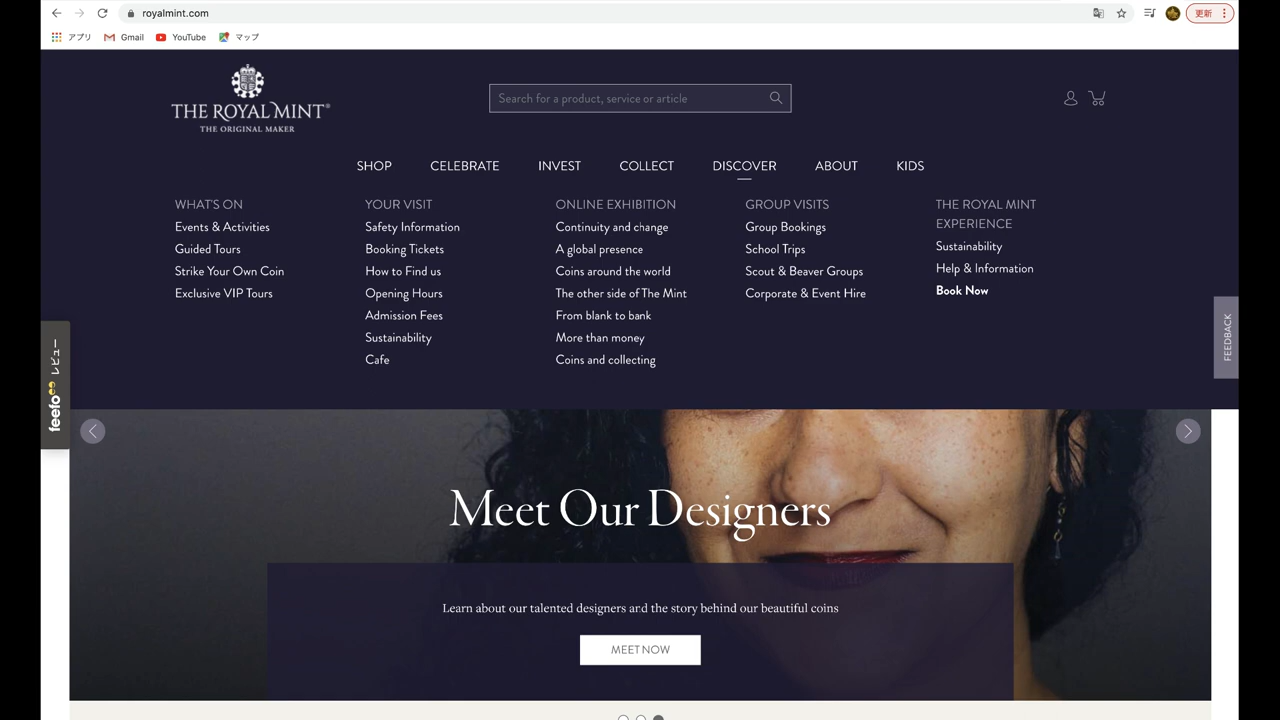 royalmint.com
更新
アプリ
Gmail
YouTube
マップ
THE ROYAL MINT®
THE ORIGINAL MAKER
Search for a product, service or article
SHOP
CELEBRATE
INVEST
COLLECT
DISCOVER
ABOUT
KIDS
WHAT'S ON
Events & Activities
Guided Tours
Strike Your Own Coin
Exclusive VIP Tours
YOUR VISIT
Safety Information
Booking Tickets
How to Find us
Opening Hours
Admission Fees
Sustainability
Cafe
ONLINE EXHIBITION
Continuity and change
A global presence
Coins around the world
The other side of The Mint
From blank to bank
More than money
Coins and collecting
GROUP VISITS
Group Bookings
School Trips
Scout & Beaver Groups
Corporate & Event Hire
THE ROYAL MINT
EXPERIENCE
Sustainability
Help & Information
Book Now
feefo レビュー
FEEDBACK
Meet Our Designers
Learn about our talented designers and the story behind our beautiful coins
MEET NOW